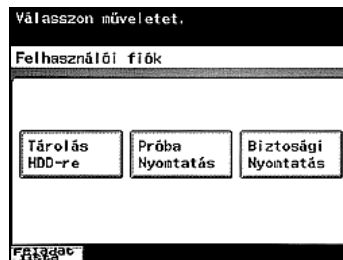 Válasszon műveletet.
Felhasználói fiók
Tárolás
HDD-re
Próba
Nyomtatás
Biztosági
Nyomtatás
Feladat
lista